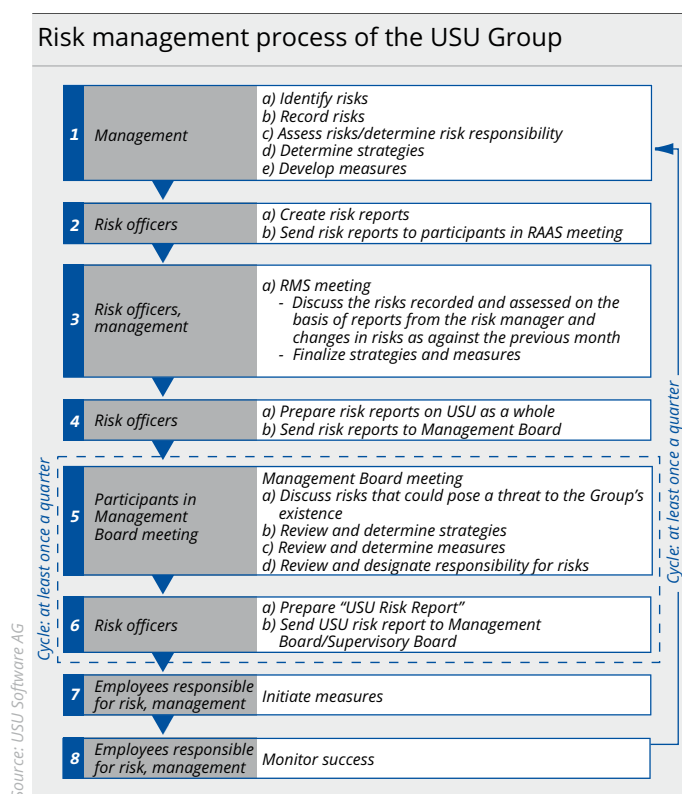 Risk management process of the USU Group
1
Management
a) Identify risks
b) Record risks
c) Assess risks/determine risk responsibility
d) Determine strategies
e) Develop measures
2
Risk officers
a) Create risk reports
b) Send risk reports to participants in RAAS meeting
3
Risk officers,
management
a) RMS meeting
- Discuss the risks recorded and assessed on the
basis of reports from the risk manager and
changes in risks as against the previous month
- Finalize strategies and measures
4
Risk officers
a) Prepare risk reports on USU as a whole
b) Send risk reports to Management Board
5
Participants in
Management
Board meeting
Management Board meeting
a) Discuss risks that could pose a threat to the Group's
existence
b) Review and determine strategies
c) Review and determine measures
d) Review and designate responsibility for risks
6
Risk officers
a) Prepare “USU Risk Report”
b) Send USU risk report to Management
Board/Supervisory Board
7
Employees responsible
for risk, management
Initiate measures
8
Employees responsible
for risk, management
Monitor success
Cycle: at least once a quarter
Cycle: at least once a quarter
Source: USU Software AG